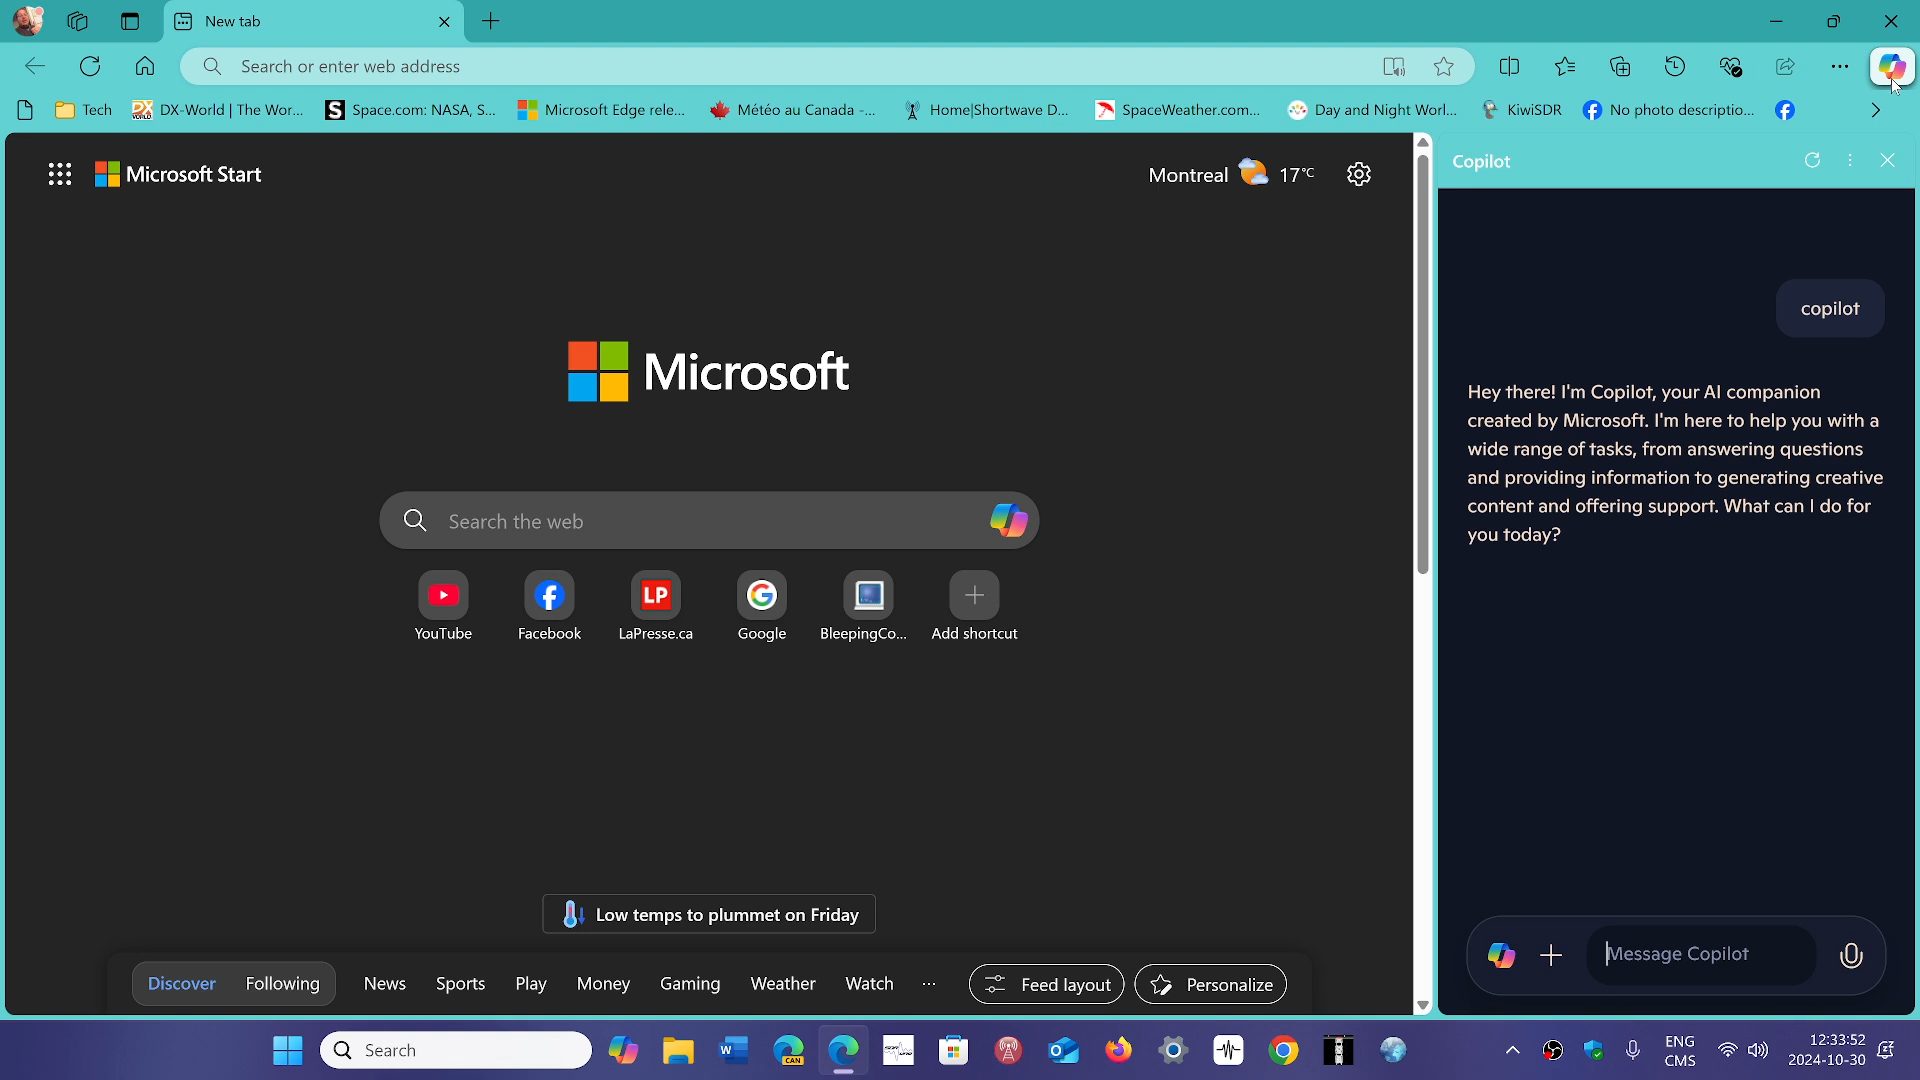 New tab
Search or enter web address
Tech
DX-World | The Wor...
Space.com: NASA, S...
Microsoft Edge rele...
Météo au Canada -...
Home|Shortwave D...
SpaceWeather.com...
Day and Night Worl...
KiwiSDR
No photo descriptio...
Microsoft Start
Montreal 17°C
Microsoft
Search the web
YouTube
Facebook
LP
LaPresse.ca
Google
BleepingCo...
Add shortcut
Low temps to plummet on Friday
Discover
Following
News
Sports
Play
Money
Gaming
Weather
Watch
Feed layout
Personalize
Copilot
copilot
Hey there! I'm Copilot, your AI companion
created by Microsoft. I'm here to help you with a
wide range of tasks, from answering questions
and providing information to generating creative
content and offering support. What can I do for
you today?
Message Copilot
Search
CAN
ENG
CMS
12:33:52
2024-10-30